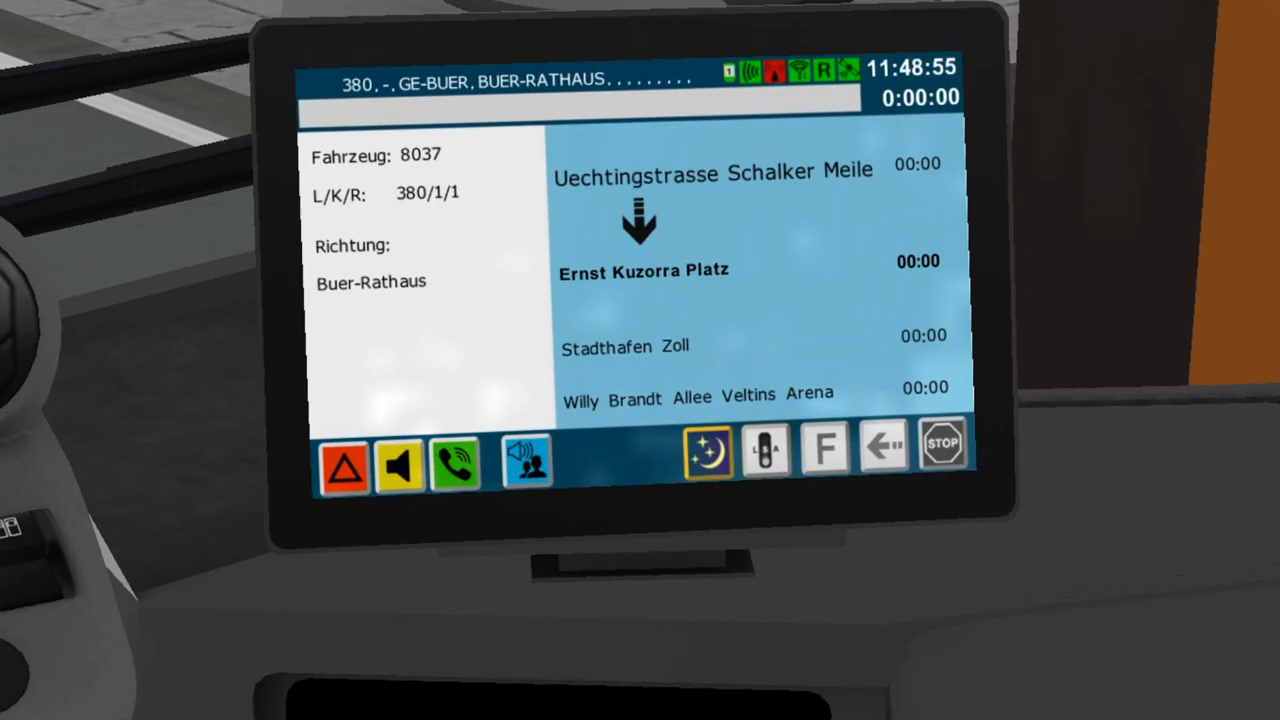 380,-,GE-BUER,BUER-RATHAUS.........
1
R
11:48:55
0:00:00
Fahrzeug: 8037
L/K/R: 380/1/1
Richtung:
Buer-Rathaus
Uechtingstrasse Schalker Meile 00:00
Ernst Kuzorra Platz 00:00
Stadthafen Zoll 00:00
Willy Brandt Allee Veltins Arena 00:00
L S A
F
STOP